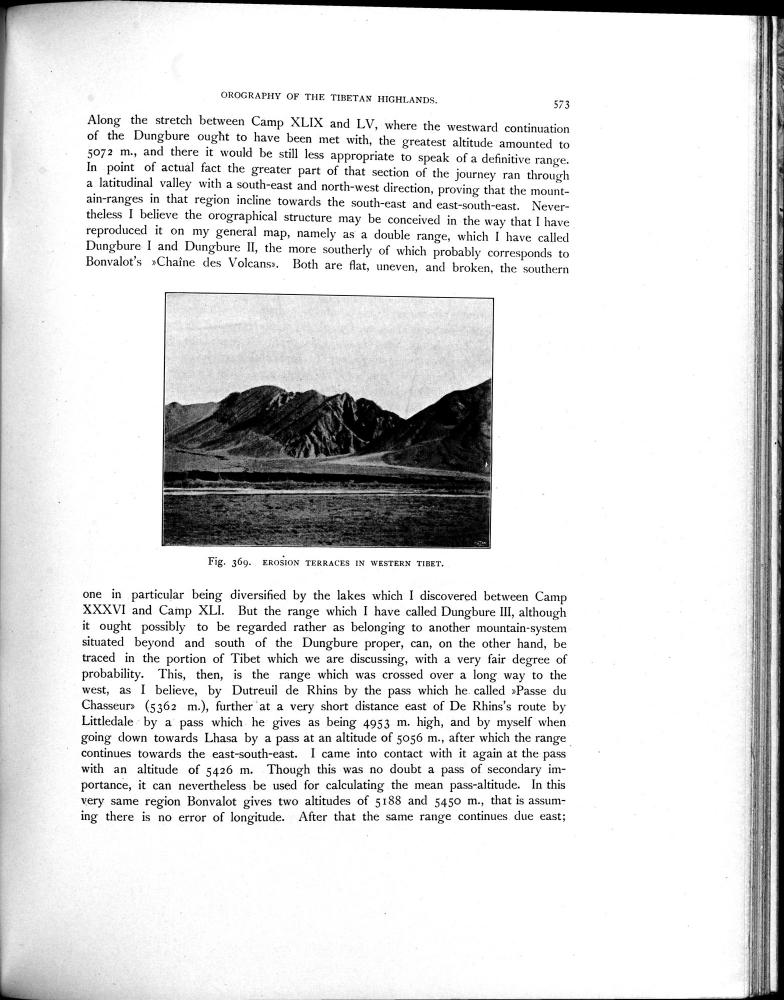 OROGRAPHY OF THE TIBETAN HIGHLANDS.
573
Along the stretch between Camp XLIX and LV, where the westward continuation
of the Dungbure ought to have been met with, the greatest altitude amounted to
5072 m., and there it would be still less appropriate to speak of a definitive range.
In point of actual fact the greater part of that section of the journey ran through
a latitudinal valley with a south-east and north-west direction, proving that the mount-
ain-ranges in that region incline towards the south-east and east-south-east. Never-
theless I believe the orographical structure may be conceived in the way that I have
reproduced it on my general map, namely as a double range, which I have called
Dungbure I and Dungbure II, the more southerly of which probably corresponds to
Bonvalot's »Chaîne des Volcans». Both are flat, uneven, and broken, the southern
Fig. 369. EROSION TERRACES IN WESTERN TIBET.
one in particular being diversified by the lakes which I discovered between Camp
XXXVI and Camp XLI. But the range which I have called Dungbure III, although
it ought possibly to be regarded rather as belonging to another mountain-system
situated beyond and south of the Dungbure proper, can, on the other hand, be
traced in the portion of Tibet which we are discussing, with a very fair degree of
probability. This, then, is the range which was crossed over a long way to the
west, as I believe, by Dutreuil de Rhins by the pass which he called »Passe du
Chasseur» (5362 m.), further at a very short distance east of De Rhins's route by
Littledale by a pass which he gives as being 4953 m. high, and by myself when
going down towards Lhasa by a pass at an altitude of 5056 m., after which the range
continues towards the east-south-east. I came into contact with it again at the pass
with an altitude of 5426 m. Though this was no doubt a pass of secondary im-
portance, it can nevertheless be used for calculating the mean pass-altitude. In this
very same region Bonvalot gives two altitudes of 5188 and 5450 m., that is assum-
ing there is no error of longitude. After that the same range continues due east;